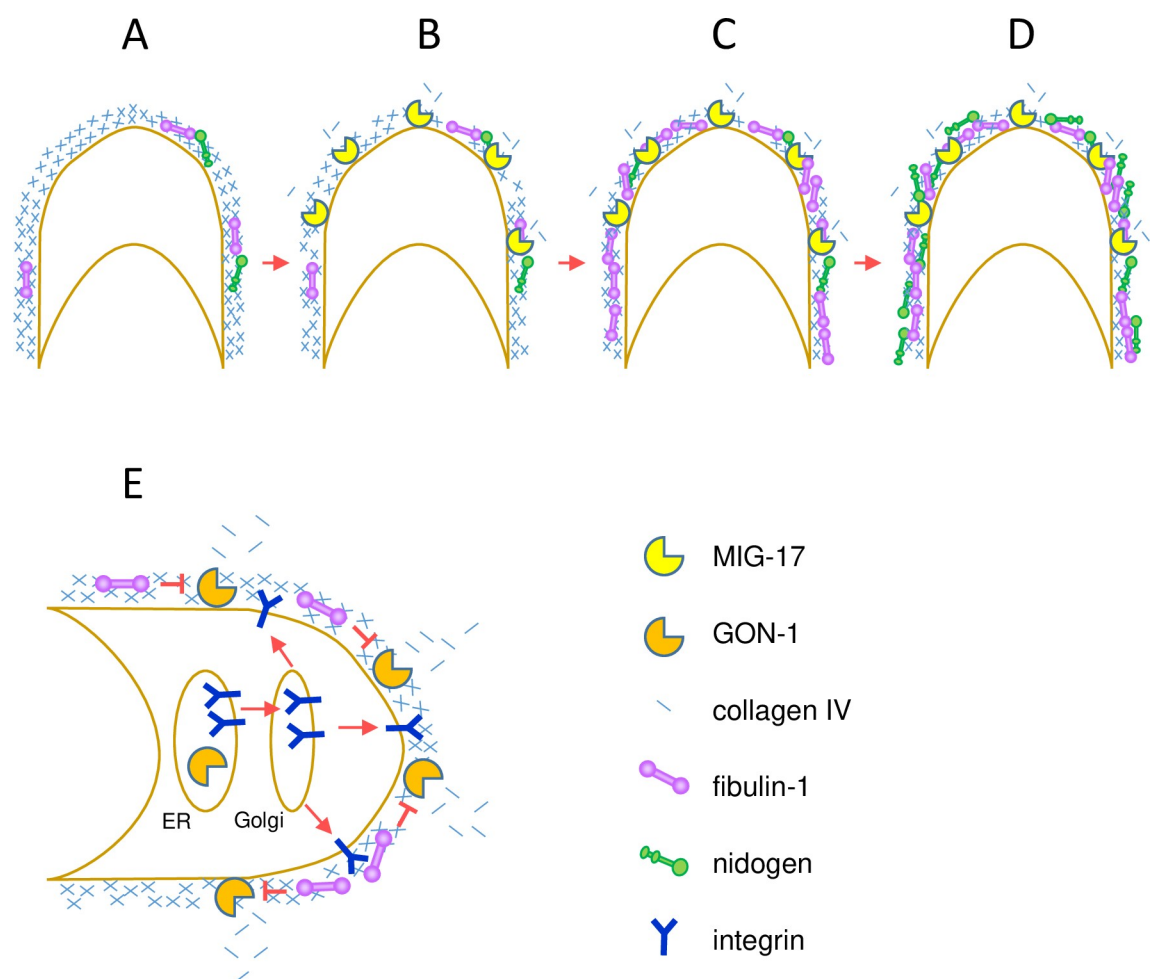 A
B
C
D
E
ER
Golgi
MIG-17
GON-1
collagen IV
fibulin-1
nidogen
integrin